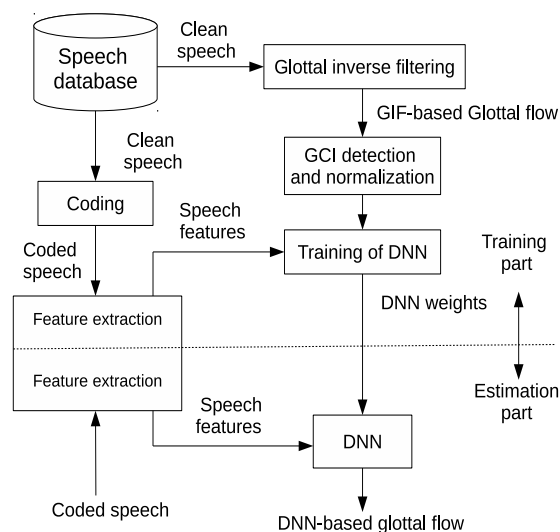 Clean
speech
Speech
database
Glottal inverse filtering
GIF-based Glottal flow
Clean
speech
GCI detection
and normalization
Coding
Speech
features
Coded
speech
Training of DNN
Training
part
DNN weights
Feature extraction
Feature extraction
Estimation
part
Speech
features
DNN
Coded speech
DNN-based glottal flow